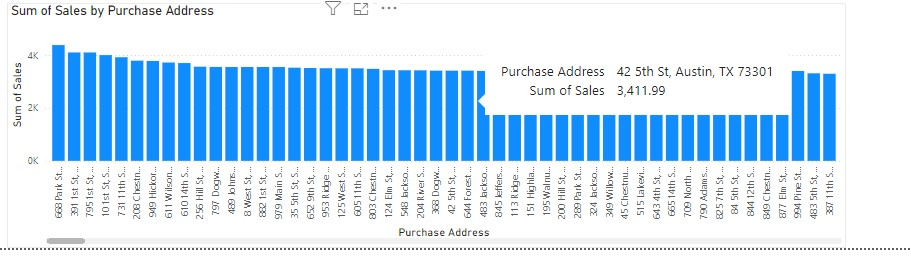 Sum of Sales by Purchase Address
Sum of Sales
4K
2K
0K
Purchase Address 42 5th St, Austin, TX 73301
Sum of Sales 3,411.99
668 Park St...
391 1st St, ...
795 1st St, ...
10 1st St, S...
731 11th S...
208 Chestn...
949 Hickor...
611 Wilson...
610 14th S...
256 Hill St, ...
797 Dogw...
489 Johns...
8 West St, ...
882 1st St, ...
979 Main S...
35 5th St, S...
652 9th St, ...
953 Ridge ...
125 West S...
605 11th S...
803 Chestn...
124 Elm St,...
548 Jackso...
204 River S...
368 Dogw...
42 5th St, ...
644 Forest...
483 Jackso...
845 Jeffers...
113 Ridge...
151 Highla...
195 Walnu...
200 Hill St,...
289 Park S...
324 Jackso...
349 Willow...
45 Chestnu...
515 Lakevi...
643 4th St,...
665 14th S...
709 North ...
790 Adams...
825 7th St,...
84 5th St, ...
844 12th S...
849 Chestn...
877 Elm St,...
994 Pine St...
483 5th St,...
387 11th S...
Purchase Address